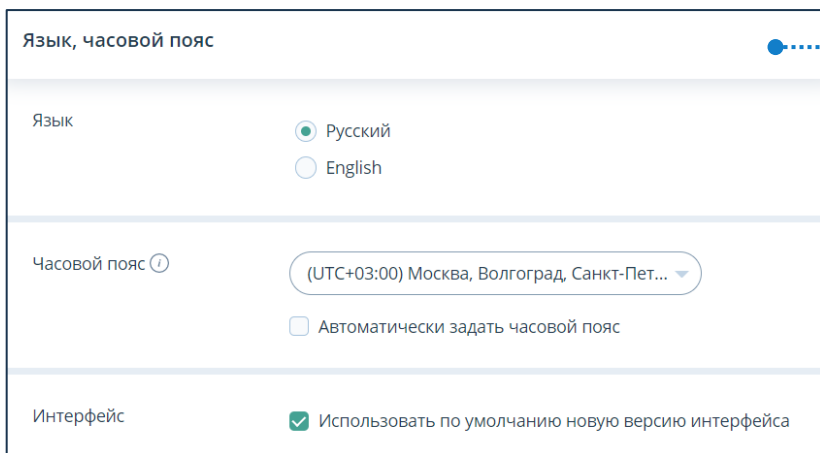 Язык, часовой пояс
Язык
Русский
English
Часовой пояс i
(UTC+03:00) Москва, Волгоград, Санкт-Пет...
Автоматически задать часовой пояс
Интерфейс
Использовать по умолчанию новую версию интерфейса